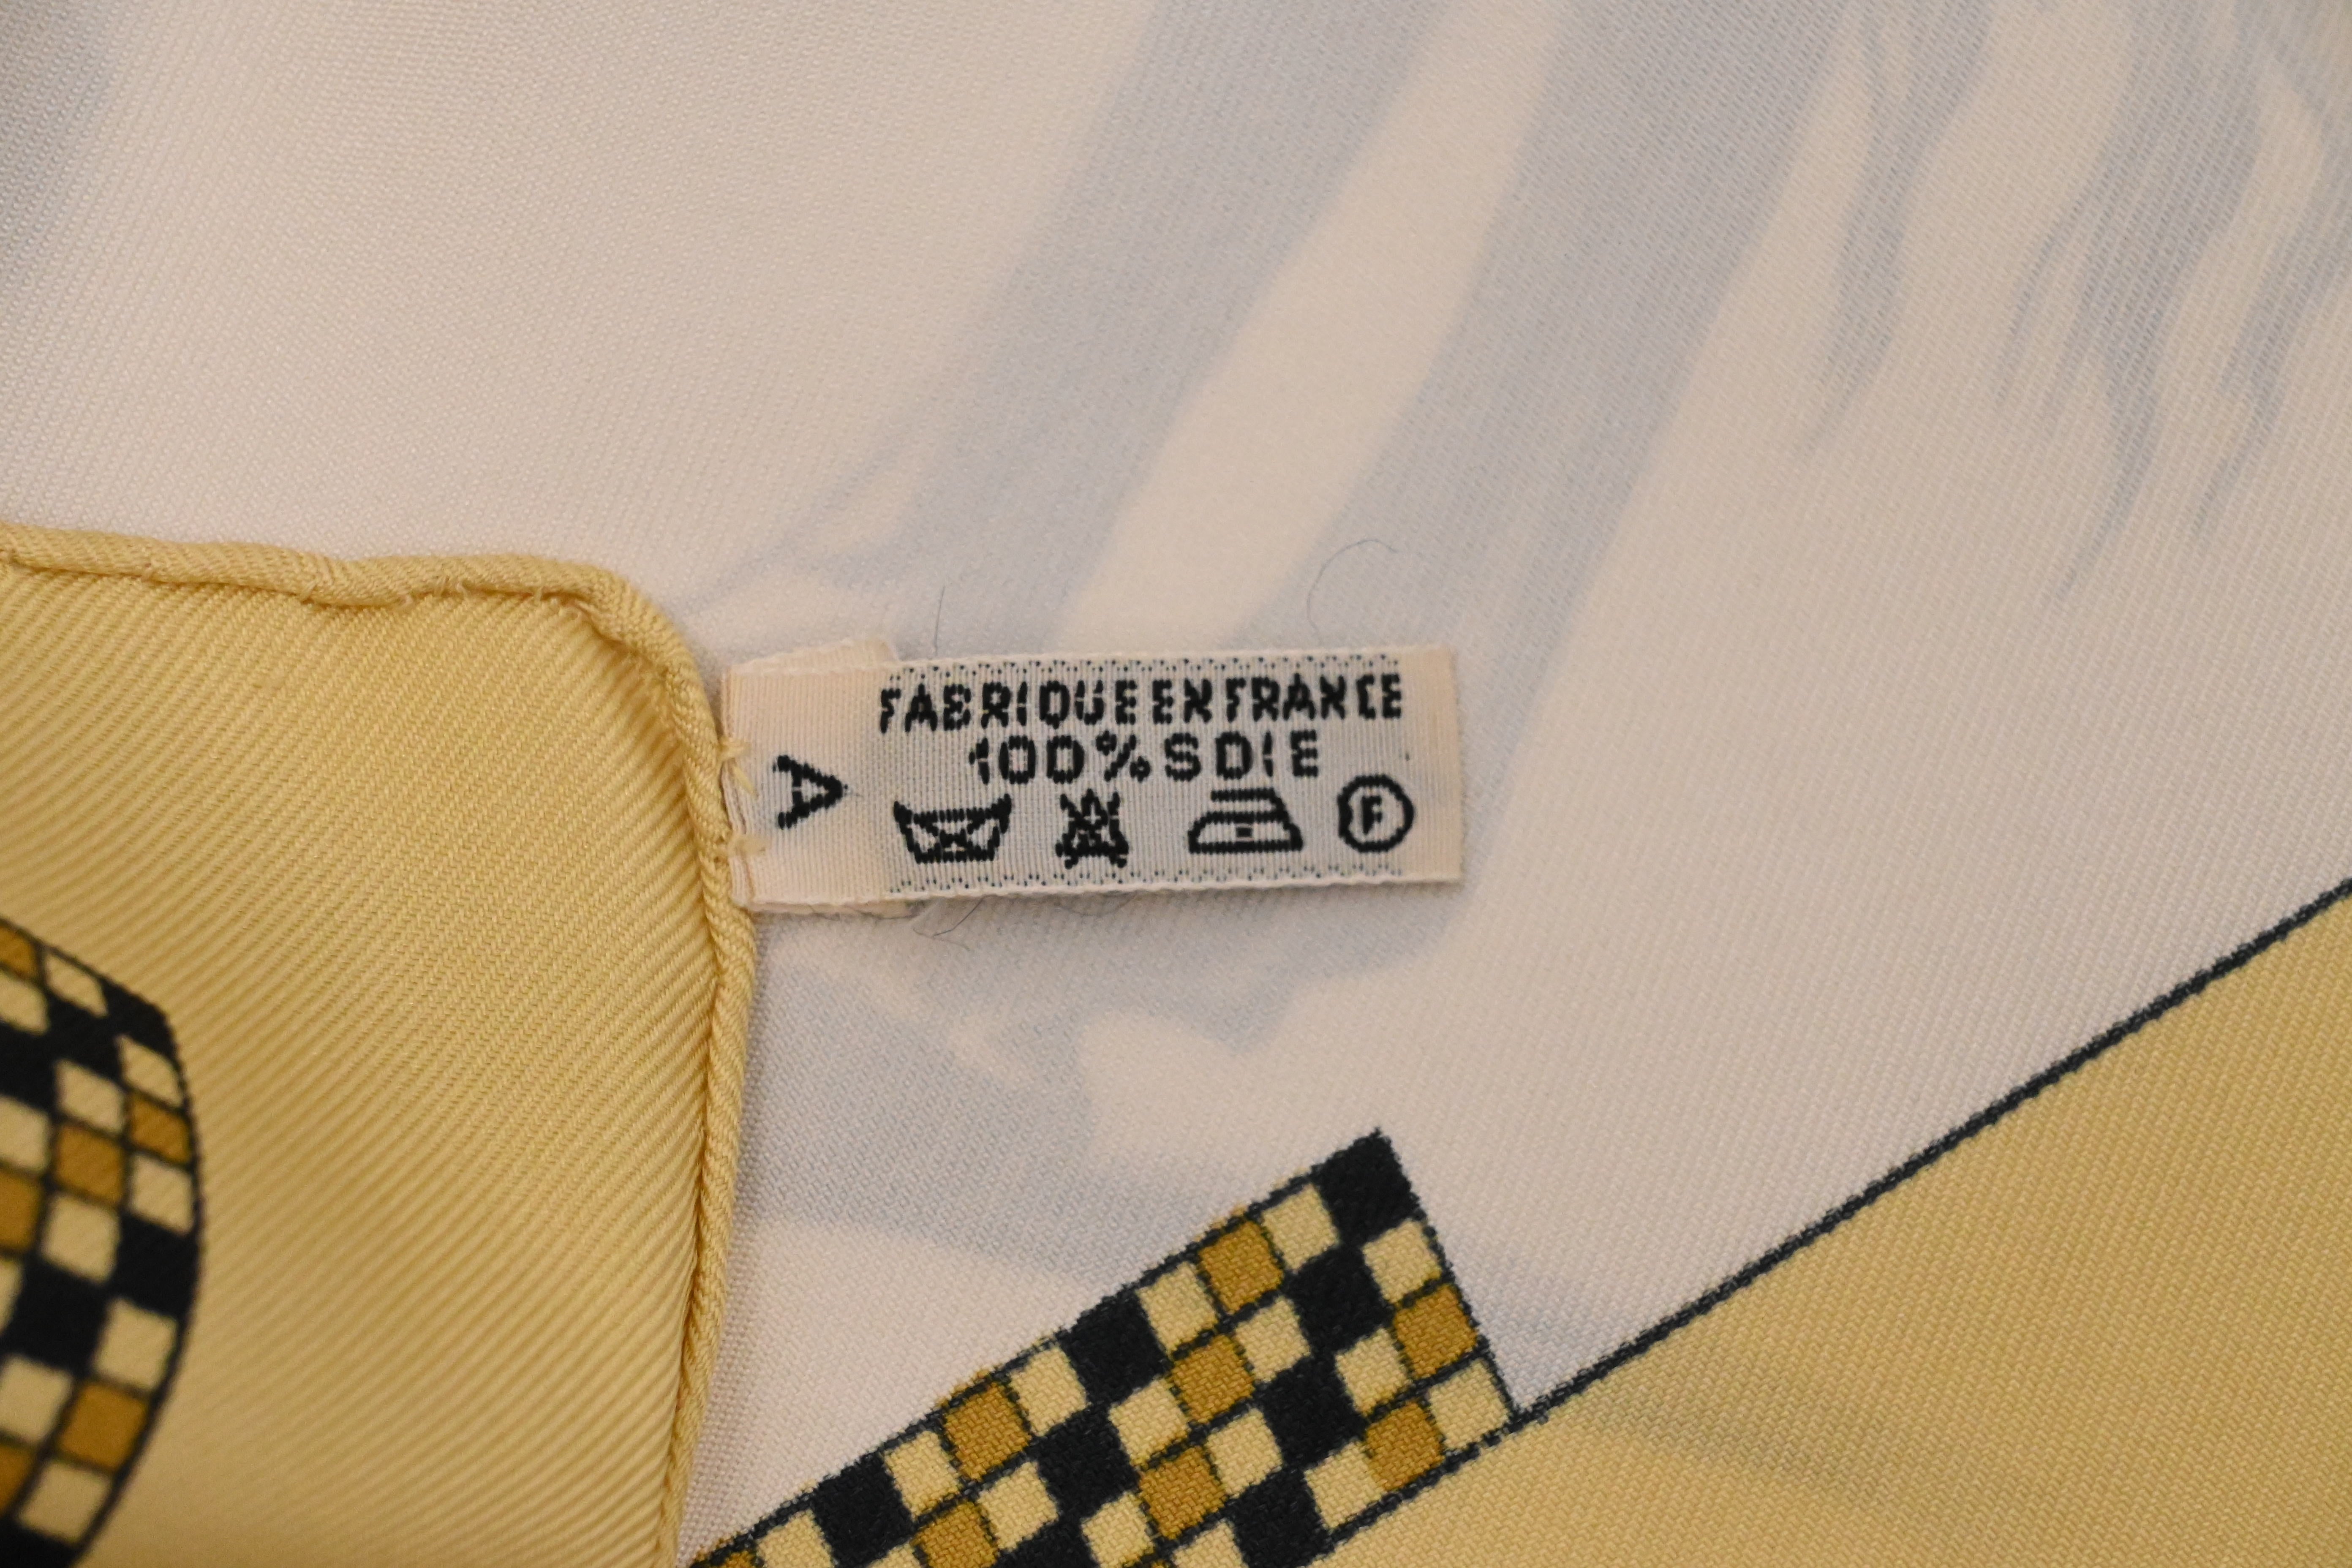 FABRIQUE EN FRANCE
100% SOIE
A
F